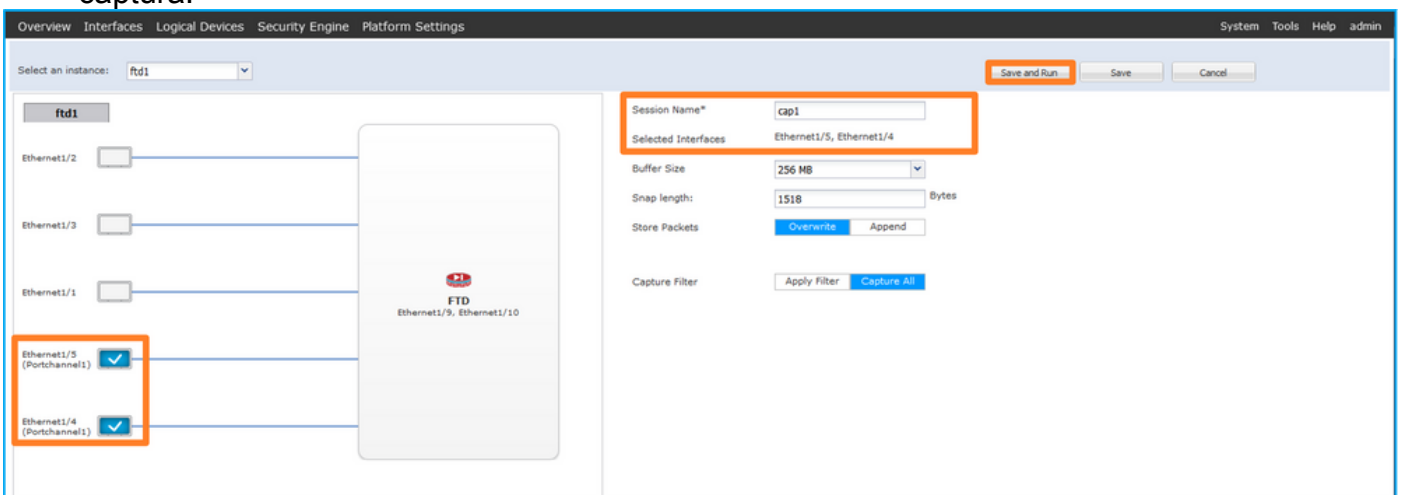 captura.
Overview Interfaces Logical Devices Security Engine Platform Settings System Tools Help admin
Select an instance: ftd1 Save and Run Save Cancel
ftd1
Ethernet1/2
Ethernet1/3
Ethernet1/1
Ethernet1/5
(Portchannel1)
Ethernet1/4
(Portchannel1)
FTD
Ethernet1/9, Ethernet1/10
Session Name* cap1
Selected Interfaces Ethernet1/5, Ethernet1/4
Buffer Size 256 MB
Snap length: 1518 Bytes
Store Packets Overwrite Append
Capture Filter Apply Filter Capture All